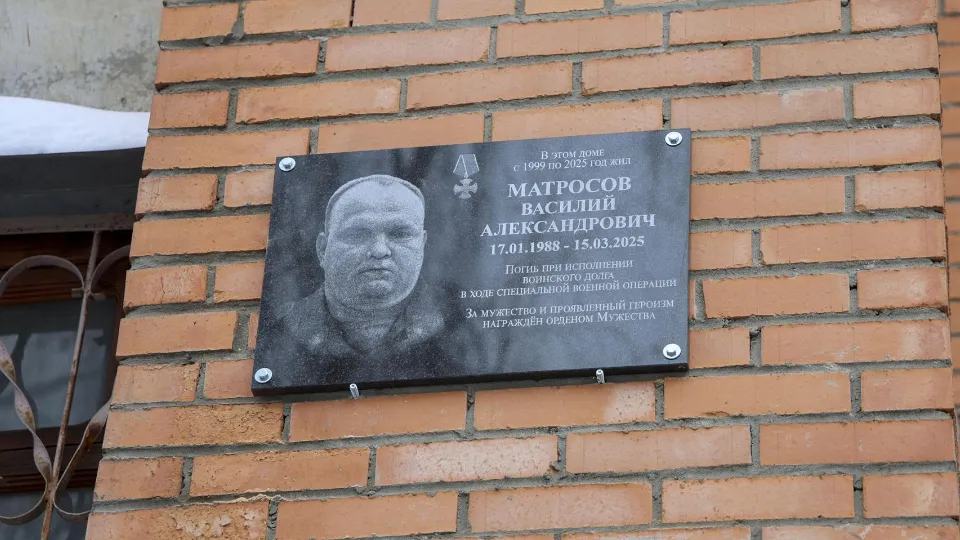 В этом доме
с 1999 по 2025 год жил
МАТРОСОВ
ВАСИЛИЙ
АЛЕКСАНДРОВИЧ
17.01.1988 - 15.03.2025
Погиб при исполнении
воинского долга
в ходе специальной военной операции
За мужество и проявленный героизм
награждён орденом Мужества